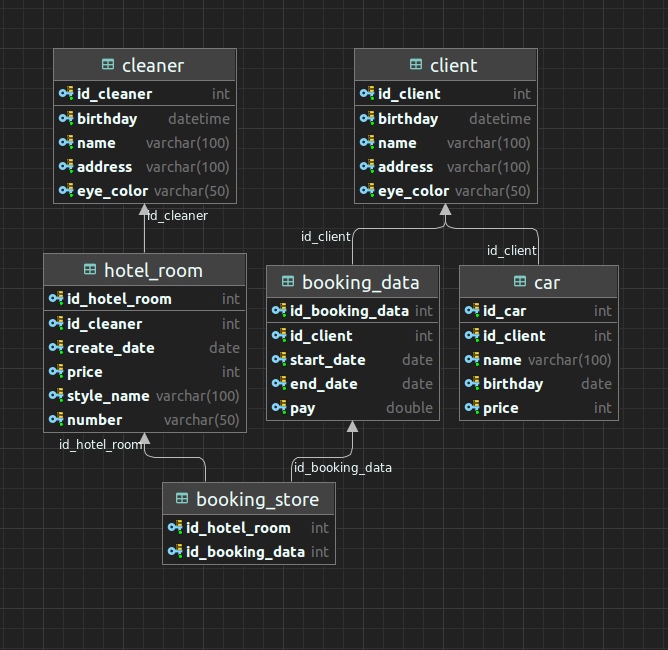 cleaner
id_cleaner int
birthday datetime
name varchar(100)
address varchar(100)
eye_color varchar(50)
client
id_client int
birthday datetime
name varchar(100)
address varchar(100)
eye_color varchar(50)
id_cleaner
id_client
id_client
hotel_room
id_hotel_room int
id_cleaner int
create_date date
price int
style_name varchar(100)
number varchar(50)
booking_data
id_booking_data int
id_client int
start_date date
end_date date
pay double
car
id_car int
id_client int
name varchar(100)
birthday date
price int
id_hotel_room
id_booking_data
booking_store
id_hotel_room int
id_booking_data int